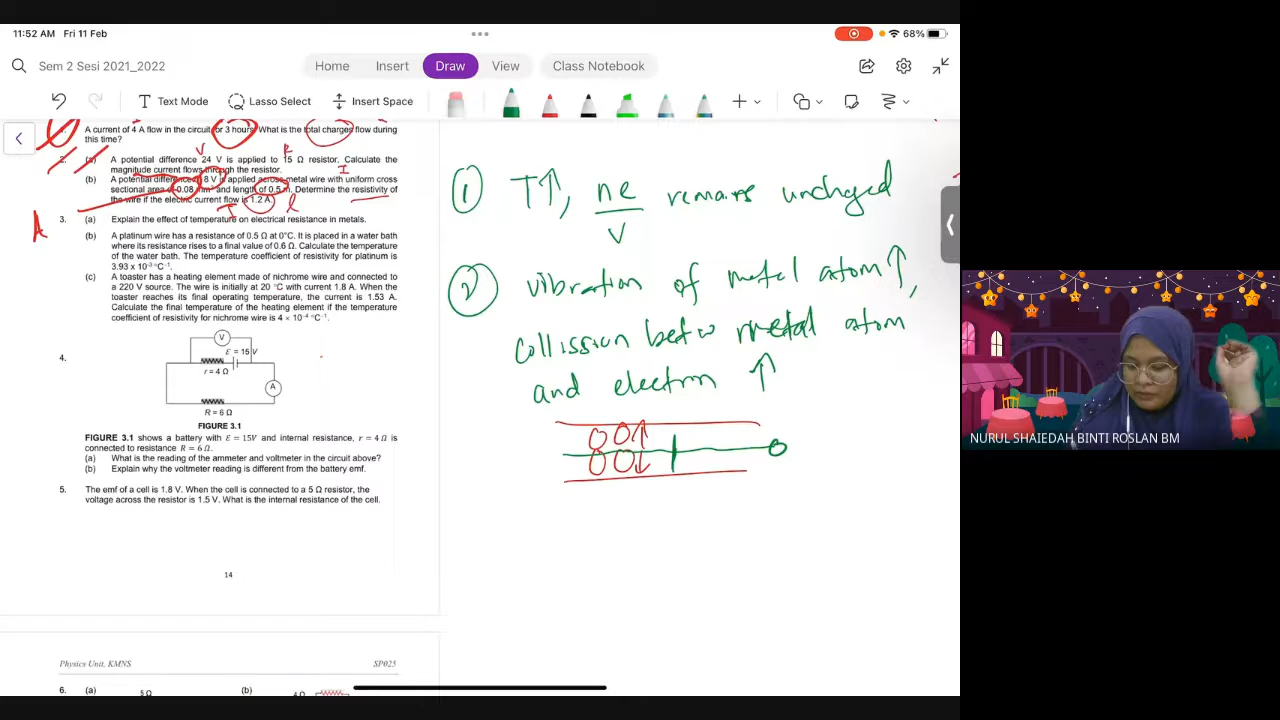 11:52 AM Fri 11 Feb
68%
Sem 2 Sesi 2021_2022
Home Insert Draw View Class Notebook
Text Mode Lasso Select Insert Space
A current of 4 A flow in the circuit for 3 hours. What is the total charges flow during
this time?
2. (a) A potential difference 24 V is applied to 15 Ω resistor. Calculate the
magnitude current flows through the resistor.
(b) A potential difference of 8 V is applied across metal wire with uniform cross
sectional area of 0.08 and length of 0.5 m. Determine the resistivity of
the wire if the electric current flow is 1.2 A.
V R I
A I l
3. (a) Explain the effect of temperature on electrical resistance in metals.
(b) A platinum wire has a resistance of 0.5 Ω at 0°C. It is placed in a water bath
where its resistance rises to a final value of 0.6 Ω. Calculate the temperature
of the water bath. The temperature coefficient of resistivity for platinum is
3.93 x 10⁻³ °C⁻¹.
(c) A toaster has a heating element made of nichrome wire and connected to
a 220 V source. The wire is initially at 20 °C with current 1.8 A. When the
toaster reaches its final operating temperature, the current is 1.53 A.
Calculate the final temperature of the heating element if the temperature
coefficient of resistivity for nichrome wire is 4 × 10⁻⁴ °C⁻¹.
4.
V
ε = 15 V
r = 4 Ω
A
R = 6 Ω
FIGURE 3.1
FIGURE 3.1 shows a battery with ε = 15V and internal resistance, r = 4 Ω is
connected to resistance R = 6 Ω.
(a) What is the reading of the ammeter and voltmeter in the circuit above?
(b) Explain why the voltmeter reading is different from the battery emf.
5. The emf of a cell is 1.8 V. When the cell is connected to a 5 Ω resistor, the
voltage across the resistor is 1.5 V. What is the internal resistance of the cell.
14
Physics Unit, KMNS SP025
6. (a) 5 Ω (b) 4 Ω
① T↑, ne remains unchged
V
② vibration of metal atom ↑,
collission betw metal atom
and electron ↑
NURUL SHAIEDAH BINTI ROSLAN BM